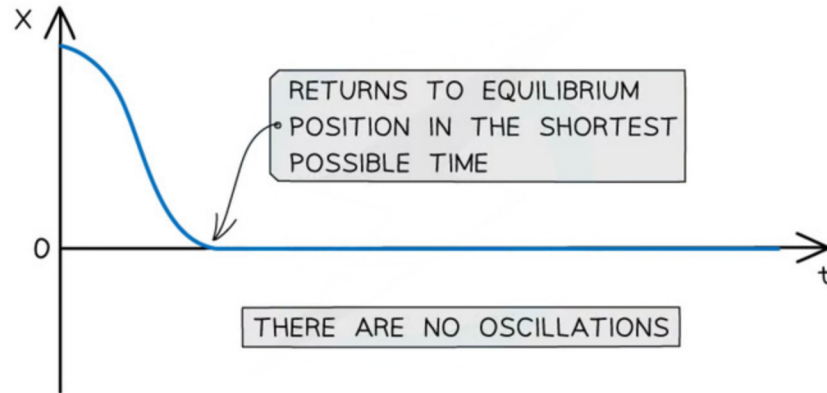 X
RETURNS TO EQUILIBRIUM
POSITION IN THE SHORTEST
POSSIBLE TIME
0
t
THERE ARE NO OSCILLATIONS